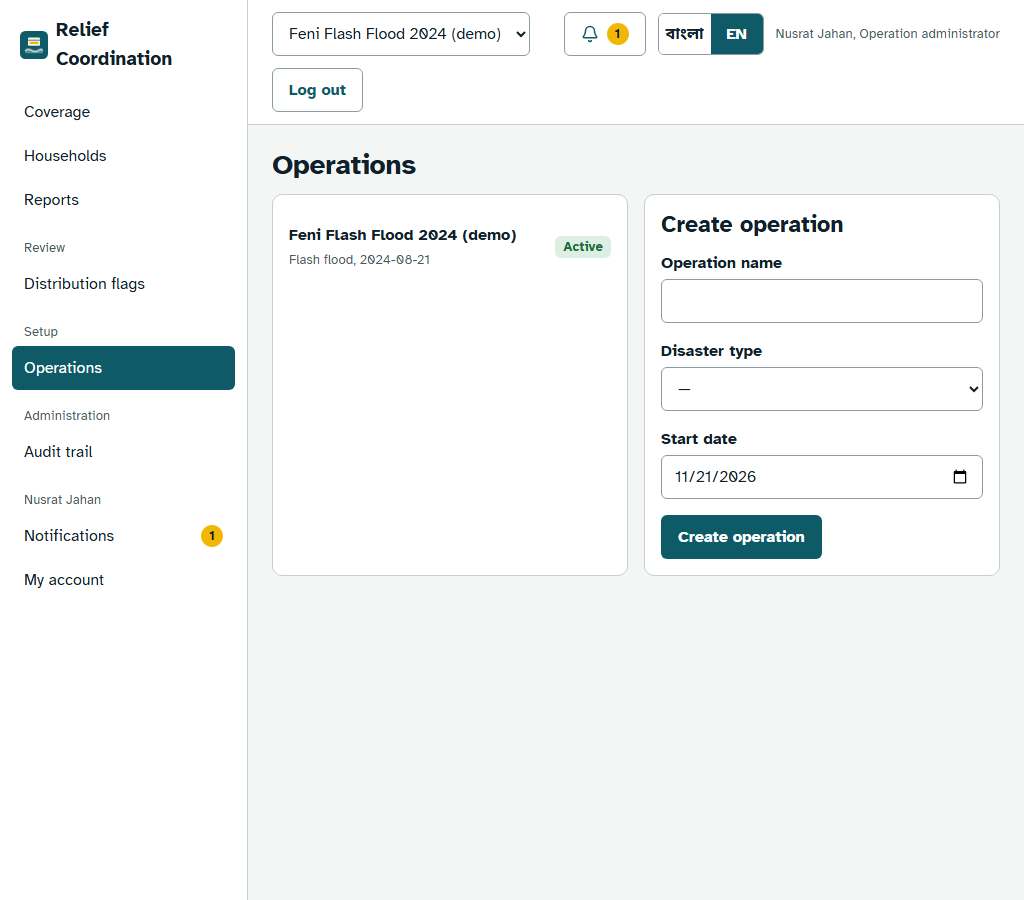 Relief
Coordination
Coverage
Households
Reports
Review
Distribution flags
Setup
Operations
Administration
Audit trail
Nusrat Jahan
Notifications 1
My account
Feni Flash Flood 2024 (demo) 1 বাংলা EN Nusrat Jahan, Operation administrator
Log out
Operations
Feni Flash Flood 2024 (demo)
Flash flood, 2024-08-21
Active
Create operation
Operation name
Disaster type
—
Start date
11/21/2026
Create operation